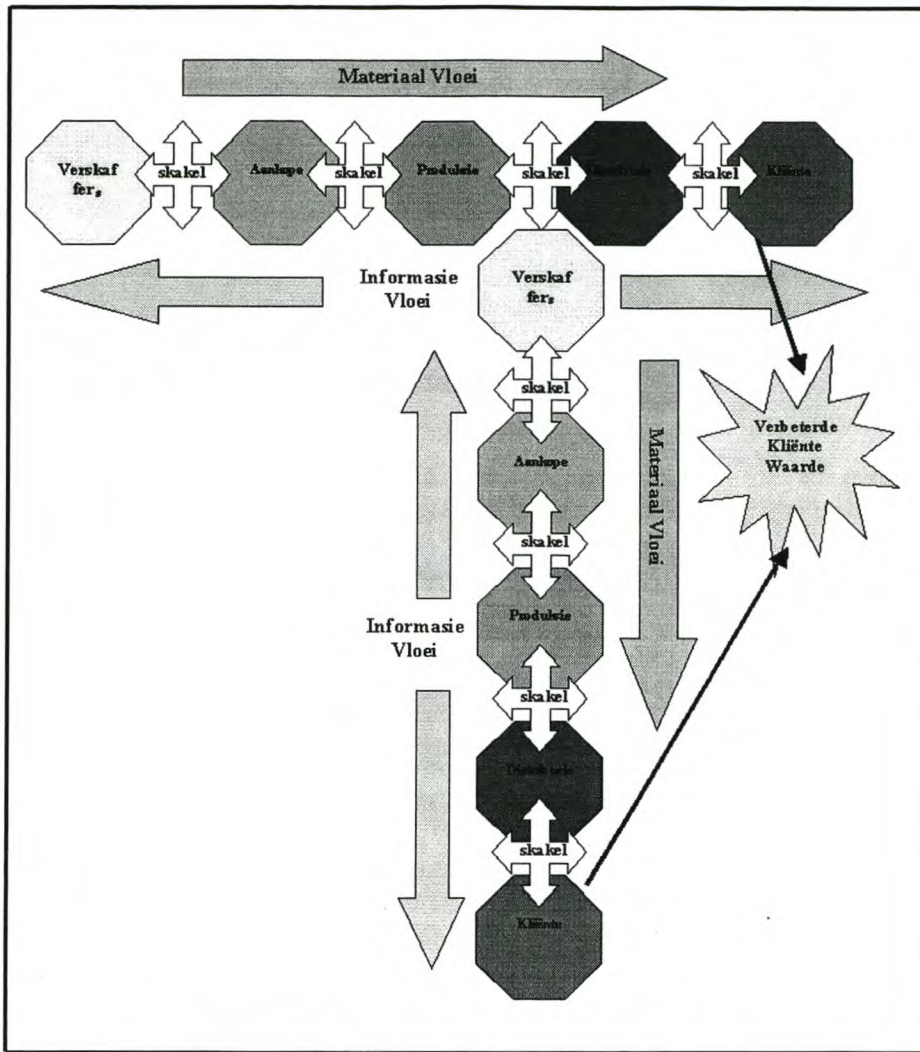 Materiaal Vloei
Verskaf
fers
skakel
Aankope
skakel
Produksie
skakel
skakel
Kliënte
Informasie
Vloei
Verskaf
fers
skakel
Aankope
skakel
Produksie
skakel
Distribusie
skakel
Kliënte
Informasie
Vloei
Materiaal Vloei
Verbeterde
Kliënte
Waarde